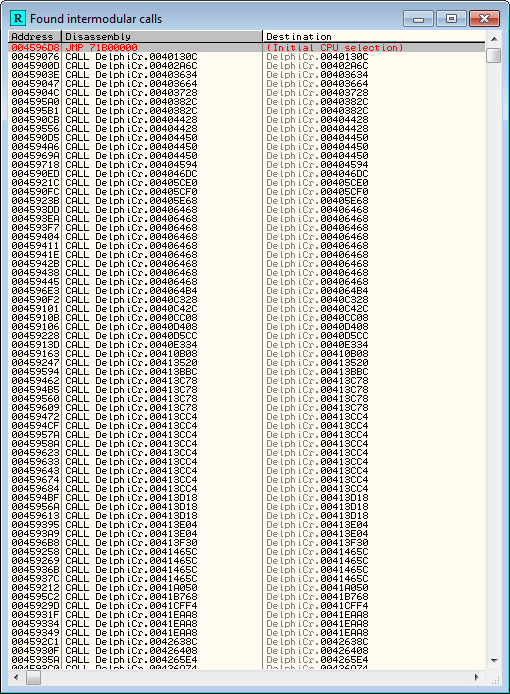 R Found intermodular calls
Address Disassembly Destination
004596D8 JMP 71B00000 (Initial CPU selection)
00459076 CALL DelphiCr.0040130C DelphiCr.0040130C
0045900D CALL DelphiCr.00402A6C DelphiCr.00402A6C
0045903E CALL DelphiCr.00403634 DelphiCr.00403634
00459047 CALL DelphiCr.00403664 DelphiCr.00403664
0045904C CALL DelphiCr.00403728 DelphiCr.00403728
004595A0 CALL DelphiCr.0040382C DelphiCr.0040382C
004595B1 CALL DelphiCr.0040382C DelphiCr.0040382C
004590CB CALL DelphiCr.00404428 DelphiCr.00404428
00459556 CALL DelphiCr.00404428 DelphiCr.00404428
004590D5 CALL DelphiCr.00404450 DelphiCr.00404450
004594A6 CALL DelphiCr.00404450 DelphiCr.00404450
0045969A CALL DelphiCr.00404450 DelphiCr.00404450
00459718 CALL DelphiCr.00404594 DelphiCr.00404594
004590ED CALL DelphiCr.004046DC DelphiCr.004046DC
0045921C CALL DelphiCr.00405CE0 DelphiCr.00405CE0
004590FC CALL DelphiCr.00405CF0 DelphiCr.00405CF0
0045923B CALL DelphiCr.00405E68 DelphiCr.00405E68
004593DD CALL DelphiCr.00406468 DelphiCr.00406468
004593EA CALL DelphiCr.00406468 DelphiCr.00406468
004593F7 CALL DelphiCr.00406468 DelphiCr.00406468
00459404 CALL DelphiCr.00406468 DelphiCr.00406468
00459411 CALL DelphiCr.00406468 DelphiCr.00406468
0045941E CALL DelphiCr.00406468 DelphiCr.00406468
0045942B CALL DelphiCr.00406468 DelphiCr.00406468
00459438 CALL DelphiCr.00406468 DelphiCr.00406468
00459445 CALL DelphiCr.00406468 DelphiCr.00406468
004596E3 CALL DelphiCr.004064B4 DelphiCr.004064B4
004590F2 CALL DelphiCr.0040C328 DelphiCr.0040C328
00459101 CALL DelphiCr.0040C42C DelphiCr.0040C42C
0045910B CALL DelphiCr.0040CC08 DelphiCr.0040CC08
00459106 CALL DelphiCr.0040D408 DelphiCr.0040D408
00459228 CALL DelphiCr.0040D5CC DelphiCr.0040D5CC
0045913D CALL DelphiCr.0040E334 DelphiCr.0040E334
00459163 CALL DelphiCr.00410B08 DelphiCr.00410B08
00459247 CALL DelphiCr.00413520 DelphiCr.00413520
00459594 CALL DelphiCr.00413BBC DelphiCr.00413BBC
00459462 CALL DelphiCr.00413C78 DelphiCr.00413C78
004594B5 CALL DelphiCr.00413C78 DelphiCr.00413C78
00459560 CALL DelphiCr.00413C78 DelphiCr.00413C78
00459609 CALL DelphiCr.00413C78 DelphiCr.00413C78
00459472 CALL DelphiCr.00413CC4 DelphiCr.00413CC4
004594CF CALL DelphiCr.00413CC4 DelphiCr.00413CC4
0045957A CALL DelphiCr.00413CC4 DelphiCr.00413CC4
0045958A CALL DelphiCr.00413CC4 DelphiCr.00413CC4
00459623 CALL DelphiCr.00413CC4 DelphiCr.00413CC4
00459633 CALL DelphiCr.00413CC4 DelphiCr.00413CC4
00459643 CALL DelphiCr.00413CC4 DelphiCr.00413CC4
00459674 CALL DelphiCr.00413CC4 DelphiCr.00413CC4
00459684 CALL DelphiCr.00413CC4 DelphiCr.00413CC4
004594BF CALL DelphiCr.00413D18 DelphiCr.00413D18
0045956A CALL DelphiCr.00413D18 DelphiCr.00413D18
00459613 CALL DelphiCr.00413D18 DelphiCr.00413D18
00459395 CALL DelphiCr.00413E04 DelphiCr.00413E04
004593A9 CALL DelphiCr.00413E04 DelphiCr.00413E04
004596B8 CALL DelphiCr.00413F30 DelphiCr.00413F30
00459258 CALL DelphiCr.0041465C DelphiCr.0041465C
00459269 CALL DelphiCr.0041465C DelphiCr.0041465C
0045936B CALL DelphiCr.0041465C DelphiCr.0041465C
0045937C CALL DelphiCr.0041465C DelphiCr.0041465C
00459212 CALL DelphiCr.0041A050 DelphiCr.0041A050
004595C2 CALL DelphiCr.0041B768 DelphiCr.0041B768
0045929D CALL DelphiCr.0041CFF4 DelphiCr.0041CFF4
0045931F CALL DelphiCr.0041EAA8 DelphiCr.0041EAA8
00459334 CALL DelphiCr.0041EAA8 DelphiCr.0041EAA8
00459349 CALL DelphiCr.0041EAA8 DelphiCr.0041EAA8
004592C1 CALL DelphiCr.0042638C DelphiCr.0042638C
0045930F CALL DelphiCr.00426408 DelphiCr.00426408
0045935A CALL DelphiCr.004265E4 DelphiCr.004265E4